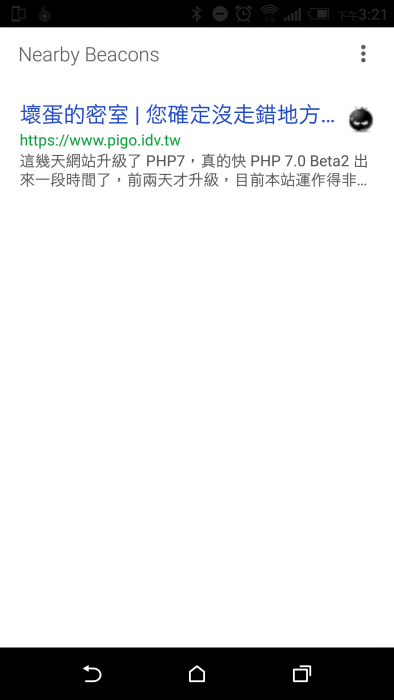 下午3:21
Nearby Beacons
壞蛋的密室 | 您確定沒走錯地方...
https://www.pigo.idv.tw
這幾天網站升級了 PHP7，真的快 PHP 7.0 Beta2 出
來一段時間了，前兩天才升級，目前本站運作得非...